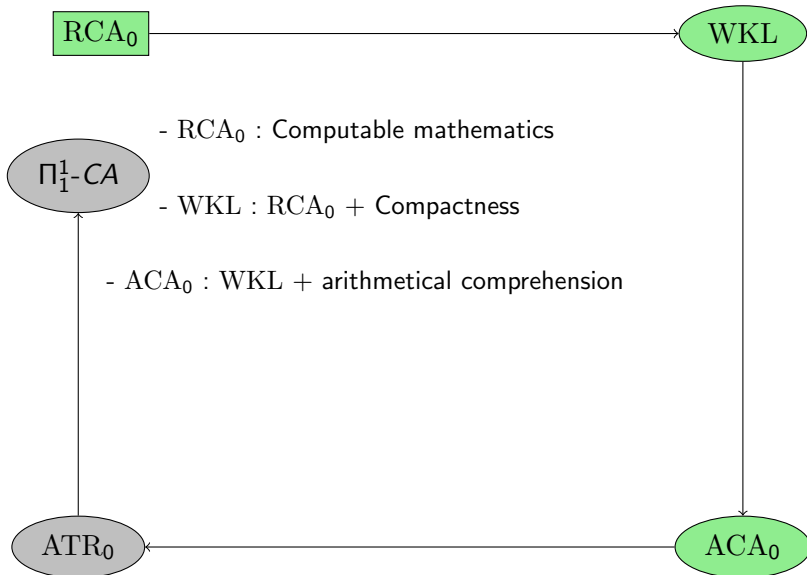 RCA₀
WKL
- RCA₀ : Computable mathematics
Π¹₁-CA
- WKL : RCA₀ + Compactness
- ACA₀ : WKL + arithmetical comprehension
ATR₀
ACA₀